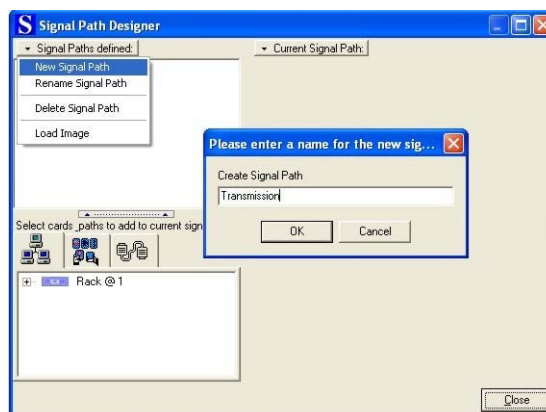 S Signal Path Designer
Signal Paths defined:
Current Signal Path:
New Signal Path
Rename Signal Path
Delete Signal Path
Load Image
Please enter a name for the new sig...
Create Signal Path
Transmission
OK
Cancel
Select cards _paths to add to current sign
Rack @ 1
Close